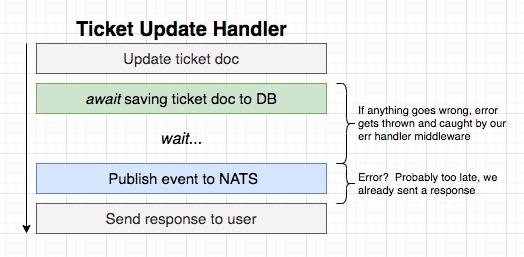 Ticket Update Handler
Update ticket doc
await saving ticket doc to DB
wait...
Publish event to NATS
Send response to user
If anything goes wrong, error
gets thrown and caught by our
err handler middleware
Error? Probably too late, we
already sent a response